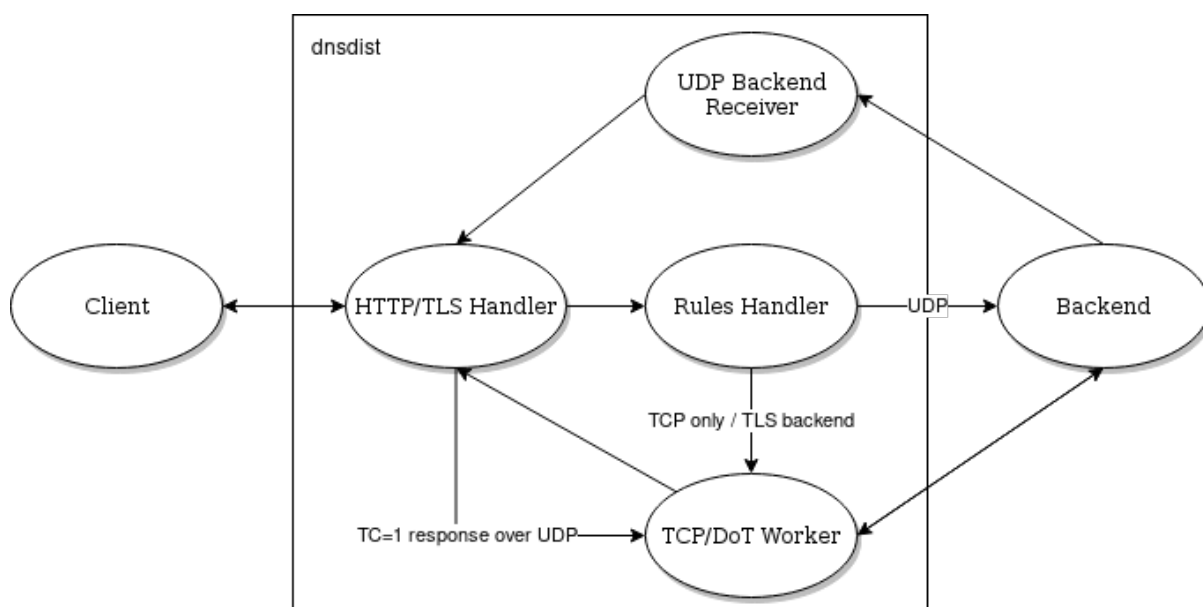 dnsdist
UDP Backend
Receiver
Client
HTTP/TLS Handler
Rules Handler
UDP
Backend
TCP only / TLS backend
TC=1 response over UDP
TCP/DoT Worker